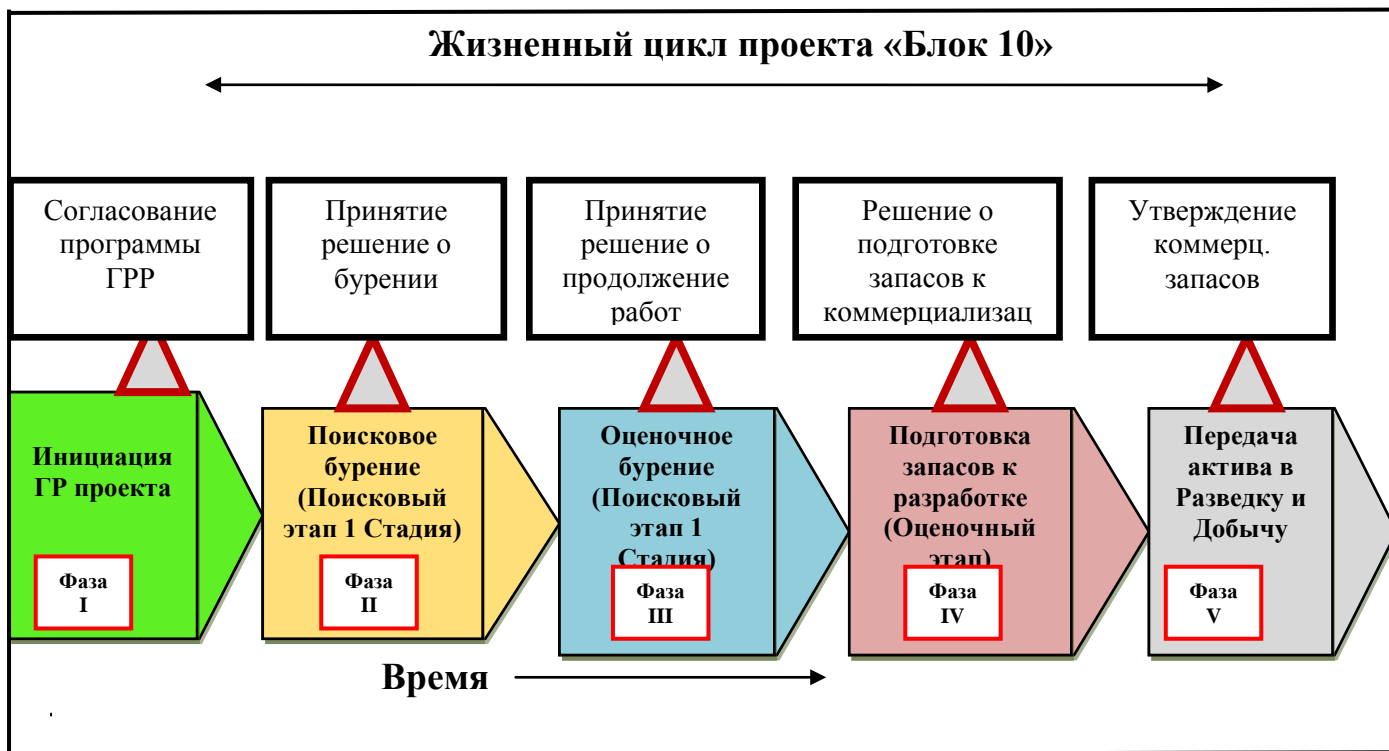 Жизненный цикл проекта «Блок 10»
Согласование
программы
ГРР
Принятие
решение о
бурении
Принятие
решение о
продолжение
работ
Решение о
подготовке
запасов к
коммерциализац
Утверждение
коммерц.
запасов
Инициация
ГР проекта
Фаза
I
Поисковое
бурение
(Поисковый
этап 1 Стадия)
Фаза
II
Оценочное
бурение
(Поисковый
этап 1
Стадия)
Фаза
III
Подготовка
запасов к
разработке
(Оценочный
этап)
Фаза
IV
Передача
актива в
Разведку и
Добычу
Фаза
V
Время